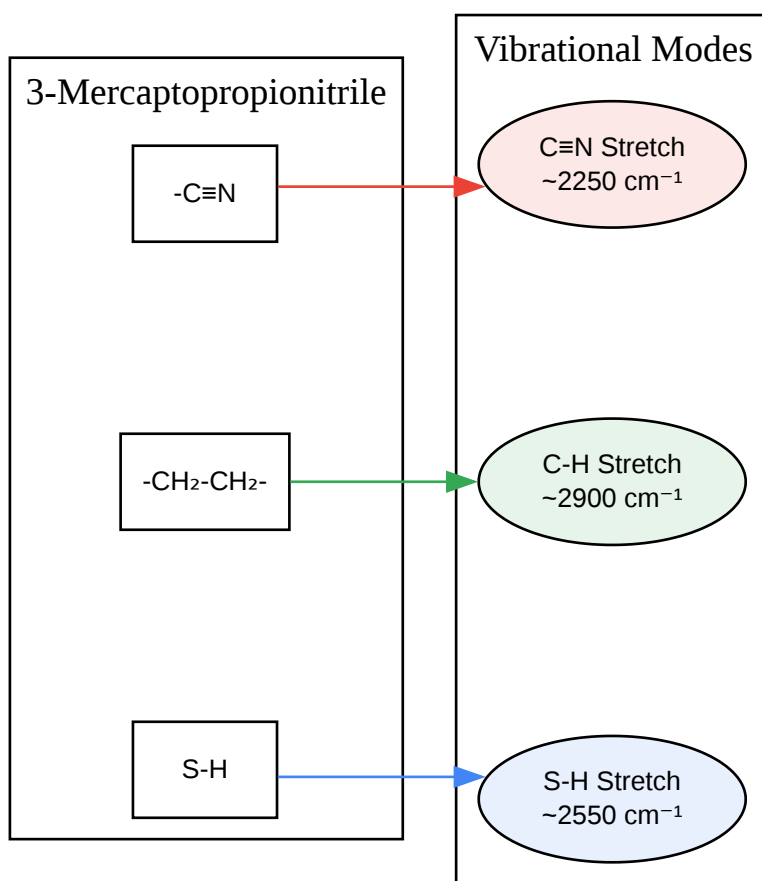 3-Mercaptopropionitrile
-C≡N
-CH₂-CH₂-
S-H
Vibrational Modes
C≡N Stretch
~2250 cm⁻¹
C-H Stretch
~2900 cm⁻¹
S-H Stretch
~2550 cm⁻¹